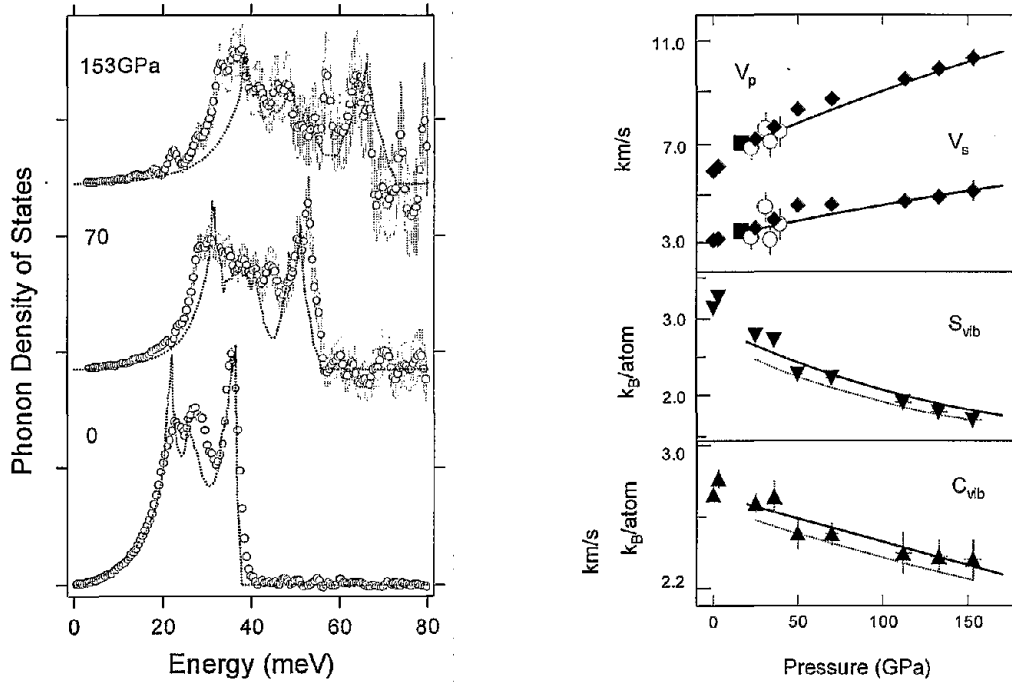 153GPa
70
0
Phonon Density of States
0
20
40
60
80
Energy (meV)
11.0
7.0
3.0
km/s
V_p
V_s
3.0
2.0
k_B/atom
S_vib
3.0
2.2
km/s
k_B/atom
C_vib
0
50
100
150
Pressure (GPa)